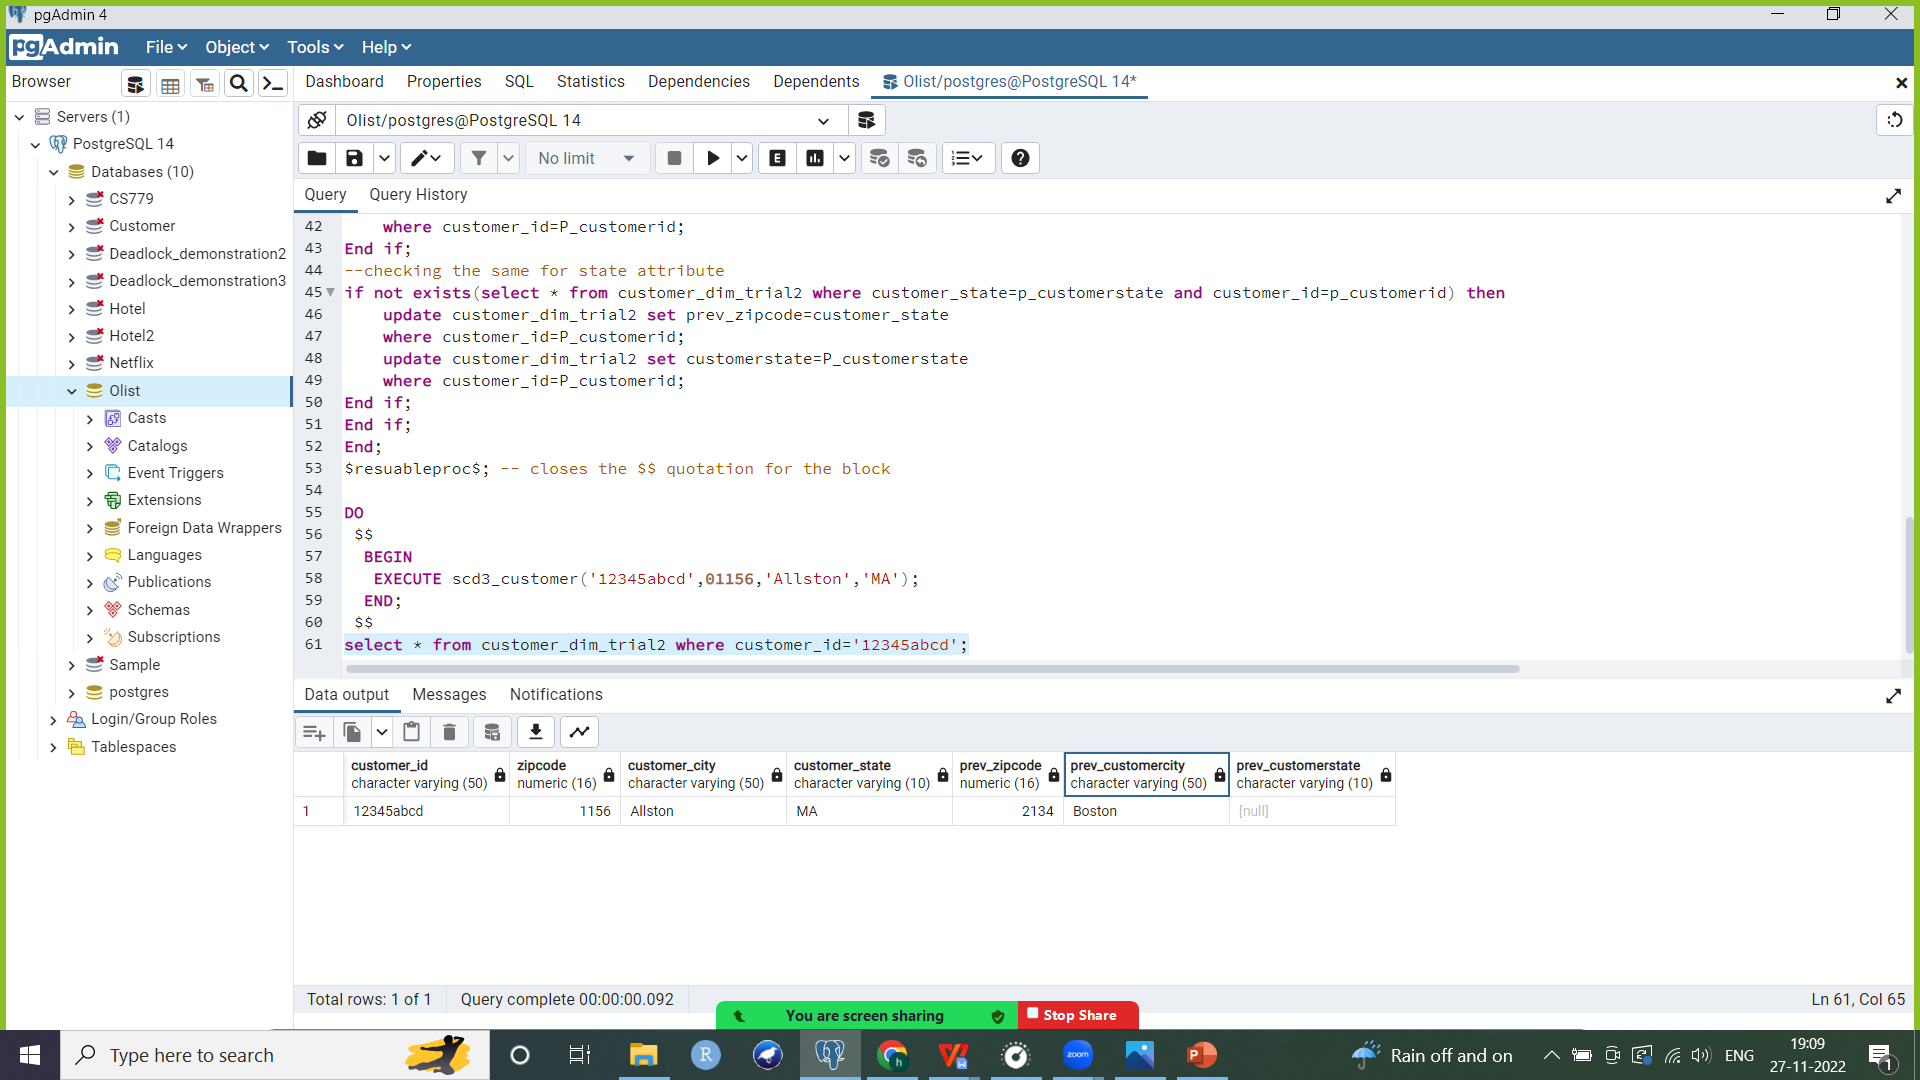 pgAdmin 4
pgAdmin File Object Tools Help
Browser
Dashboard Properties SQL Statistics Dependencies Dependents Olist/postgres@PostgreSQL 14*
Servers (1)
PostgreSQL 14
Databases (10)
CS779
Customer
Deadlock_demonstration2
Deadlock_demonstration3
Hotel
Hotel2
Netflix
Olist
Casts
Catalogs
Event Triggers
Extensions
Foreign Data Wrappers
Languages
Publications
Schemas
Subscriptions
Sample
postgres
Login/Group Roles
Tablespaces
Olist/postgres@PostgreSQL 14
No limit
E
Query Query History
42 where customer_id=P_customerid;
43 End if;
44 --checking the same for state attribute
45 if not exists(select * from customer_dim_trial2 where customer_state=p_customerstate and customer_id=p_customerid) then
46 update customer_dim_trial2 set prev_zipcode=customer_state
47 where customer_id=P_customerid;
48 update customer_dim_trial2 set customerstate=P_customerstate
49 where customer_id=P_customerid;
50 End if;
51 End if;
52 End;
53 $resuableproc$; -- closes the $$ quotation for the block
54
55 DO
56 $$
57 BEGIN
58 EXECUTE scd3_customer('12345abcd',01156,'Allston','MA');
59 END;
60 $$
61 select * from customer_dim_trial2 where customer_id='12345abcd';
Data output Messages Notifications
customer_id zipcode customer_city customer_state prev_zipcode prev_customercity prev_customerstate
character varying (50) numeric (16) character varying (50) character varying (10) numeric (16) character varying (50) character varying (10)
1 12345abcd 1156 Allston MA 2134 Boston [null]
Total rows: 1 of 1 Query complete 00:00:00.092 Ln 61, Col 65
You are screen sharing Stop Share
Type here to search
R
h
W
zoom
P
Rain off and on
ENG
19:09
27-11-2022
1